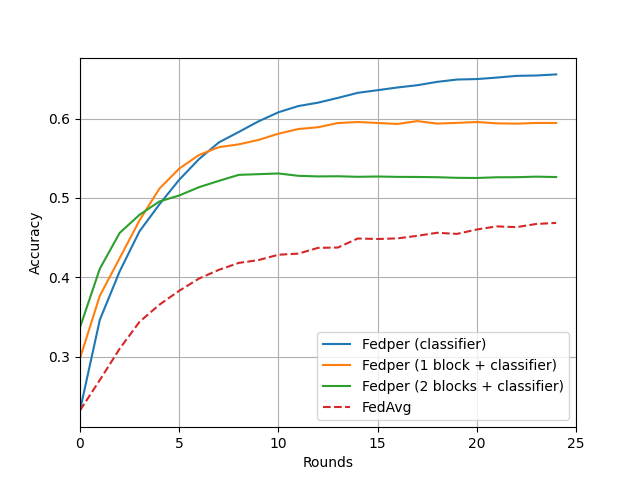 0.6
0.5
0.4
0.3
Accuracy
Fedper (classifier)
Fedper (1 block + classifier)
Fedper (2 blocks + classifier)
FedAvg
0 5 10 15 20 25
Rounds